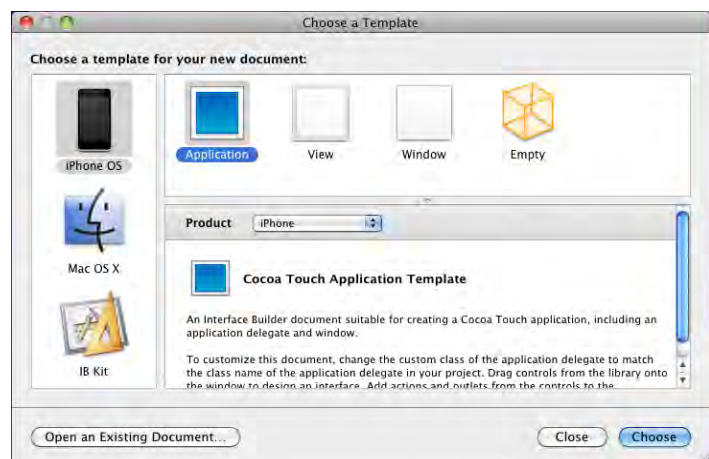 Choose a Template
Choose a template for your new document:
iPhone OS
Mac OS X
IB Kit
Application
View
Window
Empty
Product
iPhone
Cocoa Touch Application Template
An Interface Builder document suitable for creating a Cocoa Touch application, including an
application delegate and window.
To customize this document, change the custom class of the application delegate to match
the class name of the application delegate in your project. Drag controls from the library onto
the window to design an interface. Add actions and outlets from the controls to the
Open an Existing Document...
Close
Choose